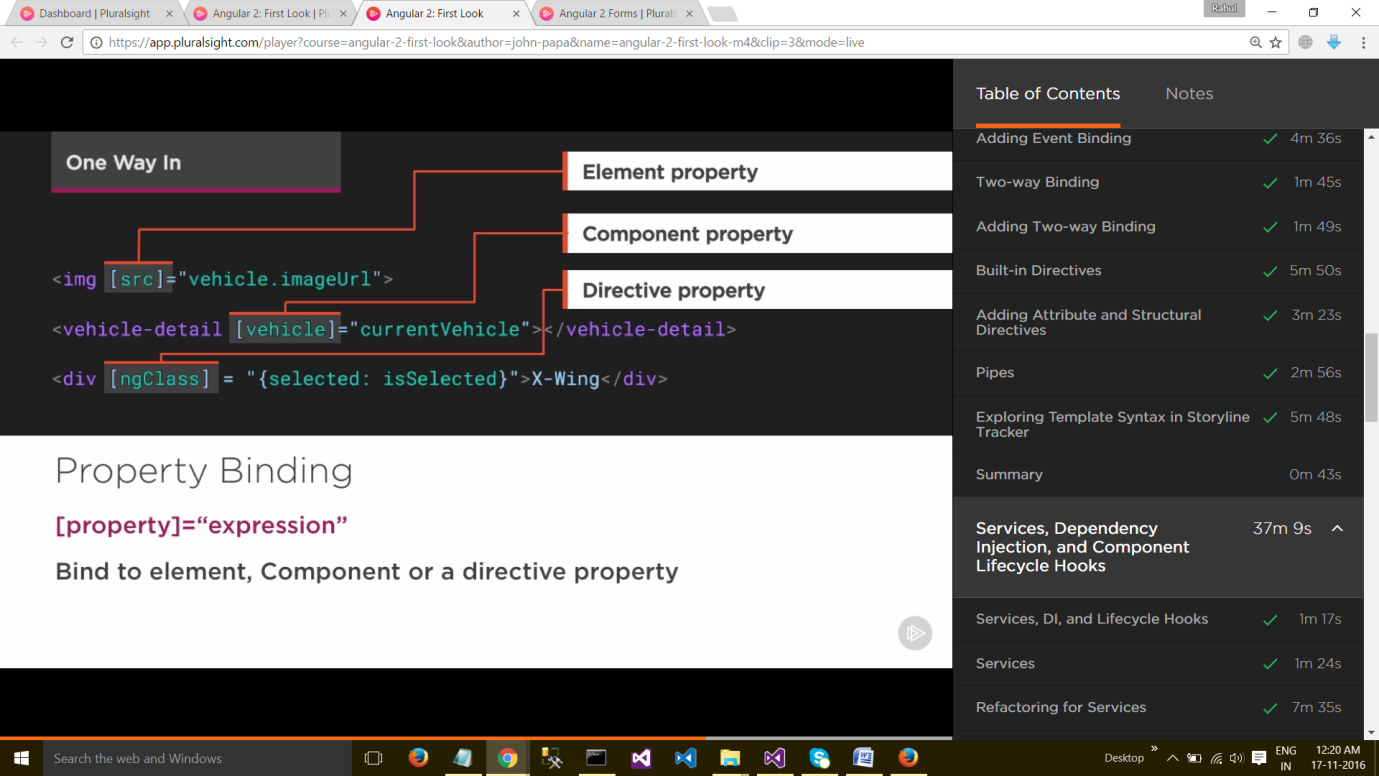 Dashboard | Pluralsight
Angular 2: First Look | Pl
Angular 2: First Look
Angular 2 Forms | Plurals
Rahul
https://app.pluralsight.com/player?course=angular-2-first-look&author=john-papa&name=angular-2-first-look-m4&clip=3&mode=live
One Way In
Element property
Component property
Directive property
<img [src]="vehicle.imageUrl">
<vehicle-detail [vehicle]="currentVehicle"></vehicle-detail>
<div [ngClass] = "{selected: isSelected}">X-Wing</div>
Property Binding
[property]=“expression”
Bind to element, Component or a directive property
Table of Contents
Notes
Adding Event Binding 4m 36s
Two-way Binding 1m 45s
Adding Two-way Binding 1m 49s
Built-in Directives 5m 50s
Adding Attribute and Structural 3m 23s
Directives
Pipes 2m 56s
Exploring Template Syntax in Storyline 5m 48s
Tracker
Summary 0m 43s
Services, Dependency 37m 9s
Injection, and Component
Lifecycle Hooks
Services, DI, and Lifecycle Hooks 1m 17s
Services 1m 24s
Refactoring for Services 7m 35s
Search the web and Windows
Desktop
ENG
IN
12:20 AM
17-11-2016